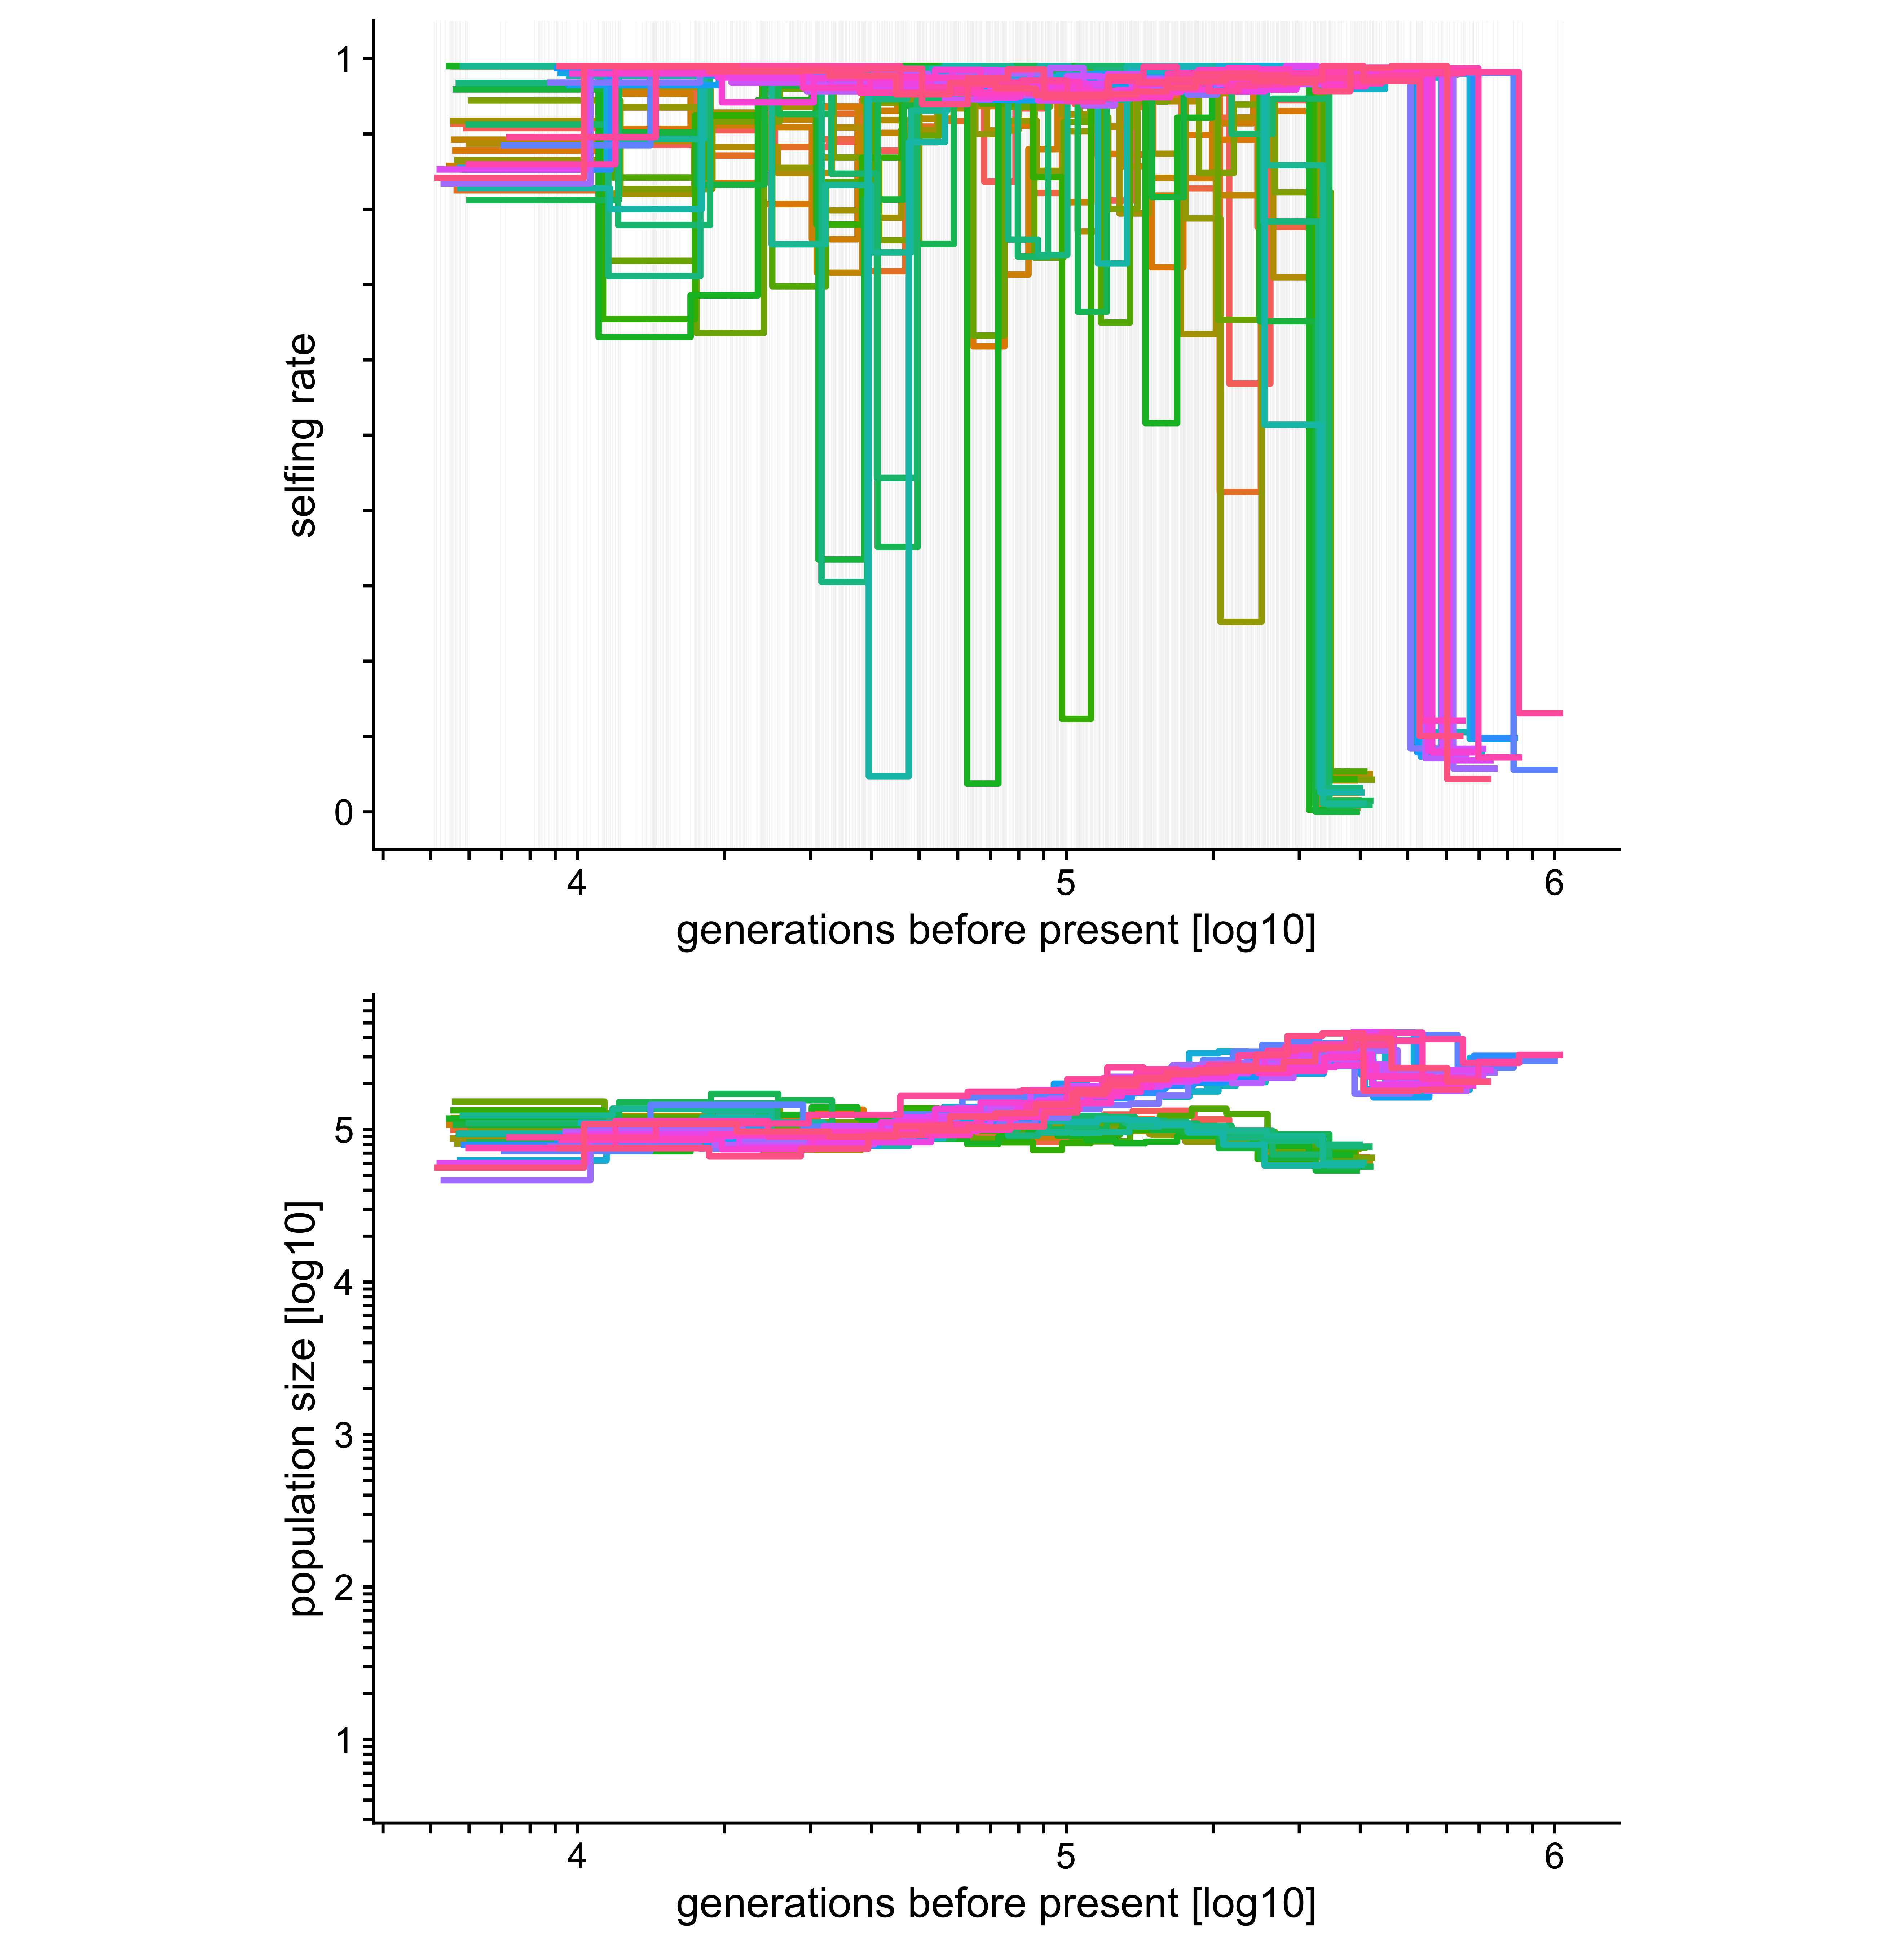 1
selfing rate
0
4 5 6
generations before present [log10]
5
4
population size [log10]
3
2
1
4 5 6
generations before present [log10]